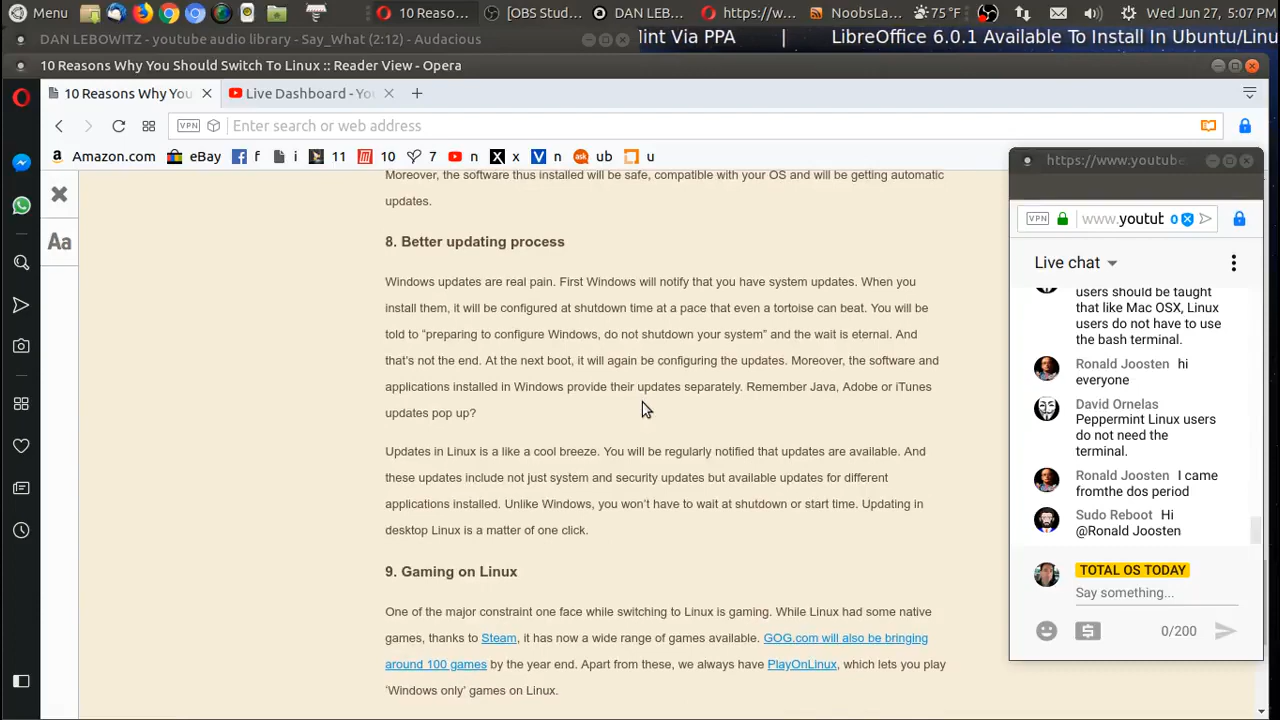 Menu
10 Reaso...
[OBS Stud...
DAN LEB...
https://w...
NoobsLa...
75 °F
Wed Jun 27, 5:07 PM
DAN LEBOWITZ - youtube audio library - Say_What (2:12) - Audacious
int Via PPA | LibreOffice 6.0.1 Available To Install In Ubuntu/Linu
10 Reasons Why You Should Switch To Linux :: Reader View - Opera
10 Reasons Why You
Live Dashboard - Yo
VPN
Enter search or web address
Amazon.com
eBay
f
i
11
10
7
n
x
n
ub
u
Aa
Moreover, the software thus installed will be safe, compatible with your OS and will be getting automatic
updates.
8. Better updating process
Windows updates are real pain. First Windows will notify that you have system updates. When you
install them, it will be configured at shutdown time at a pace that even a tortoise can beat. You will be
told to “preparing to configure Windows, do not shutdown your system” and the wait is eternal. And
that’s not the end. At the next boot, it will again be configuring the updates. Moreover, the software and
applications installed in Windows provide their updates separately. Remember Java, Adobe or iTunes
updates pop up?
Updates in Linux is a like a cool breeze. You will be regularly notified that updates are available. And
these updates include not just system and security updates but available updates for different
applications installed. Unlike Windows, you won’t have to wait at shutdown or start time. Updating in
desktop Linux is a matter of one click.
9. Gaming on Linux
One of the major constraint one face while switching to Linux is gaming. While Linux had some native
games, thanks to Steam, it has now a wide range of games available. GOG.com will also be bringing
around 100 games by the year end. Apart from these, we always have PlayOnLinux, which lets you play
‘Windows only’ games on Linux.
https://www.youtube
VPN
www.youtut
0
Live chat
users should be taught
that like Mac OSX, Linux
users do not have to use
the bash terminal.
Ronald Joosten hi
everyone
David Ornelas
Peppermint Linux users
do not need the
terminal.
Ronald Joosten I came
fromthe dos period
Sudo Reboot Hi
@Ronald Joosten
TOTAL OS TODAY
Say something...
0/200